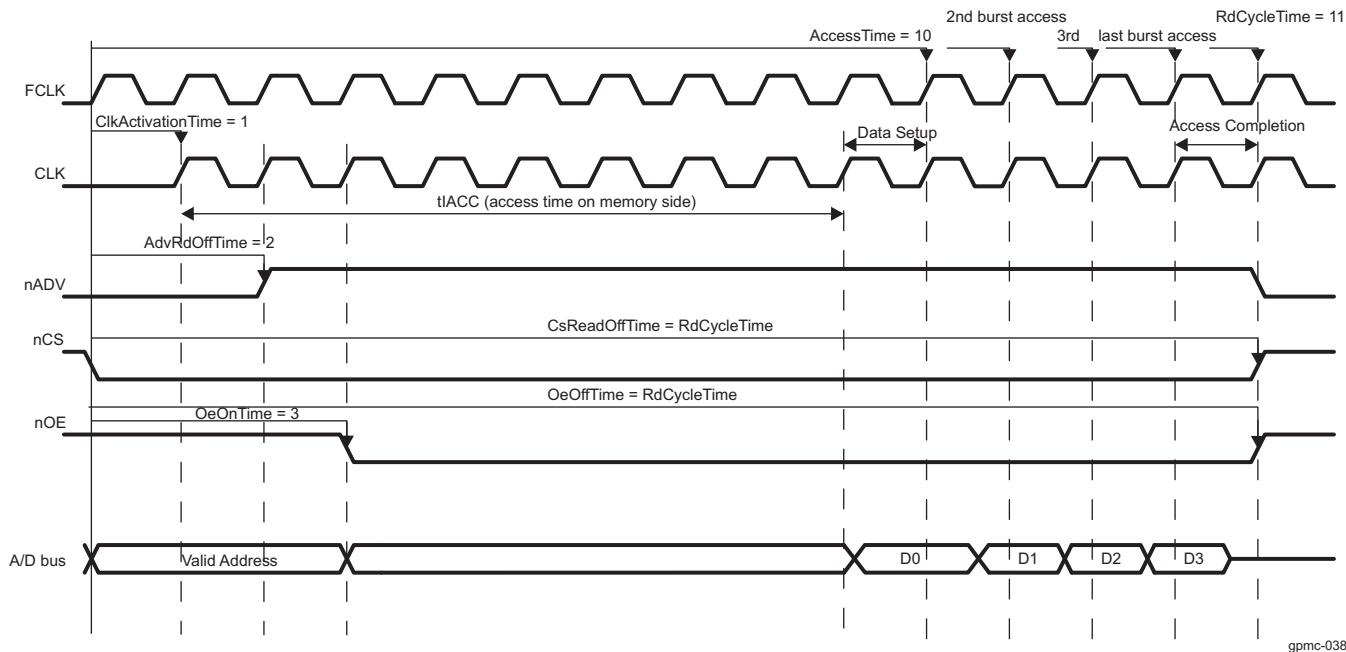 2nd burst access
RdCycleTime = 11
AccessTime = 10
3rd
last burst access
FCLK
ClkActivationTime = 1
Data Setup
Access Completion
CLK
tIACC (access time on memory side)
AdvRdOffTime = 2
nADV
CsReadOffTime = RdCycleTime
nCS
OeOffTime = RdCycleTime
OeOnTime = 3
nOE
A/D bus
Valid Address
D0
D1
D2
D3
gpmc-038